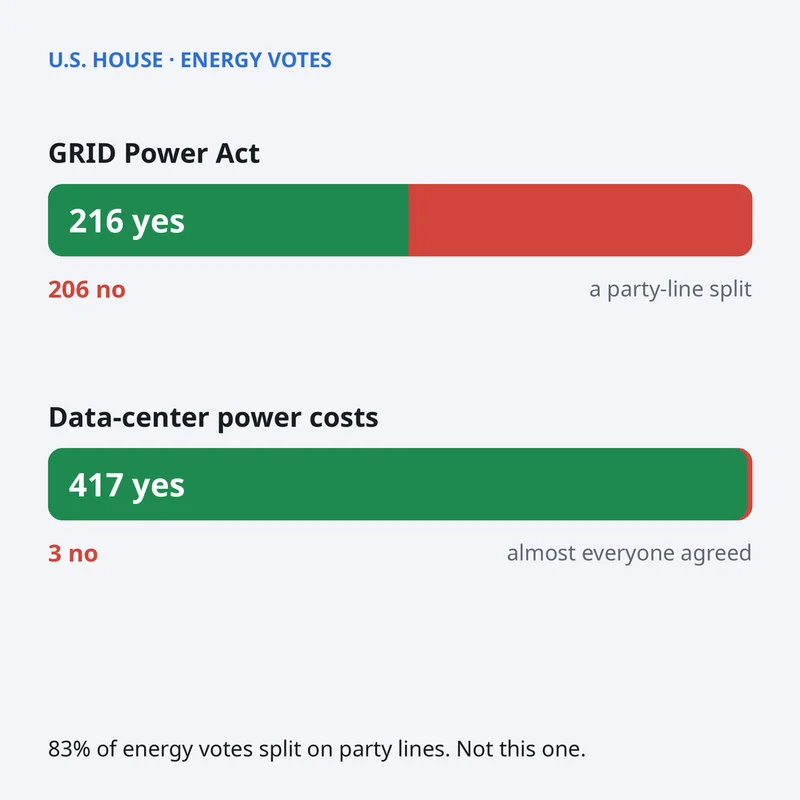 U.S. HOUSE · ENERGY VOTES
GRID Power Act
216 yes
206 no
a party-line split
Data-center power costs
417 yes
3 no
almost everyone agreed
83% of energy votes split on party lines. Not this one.